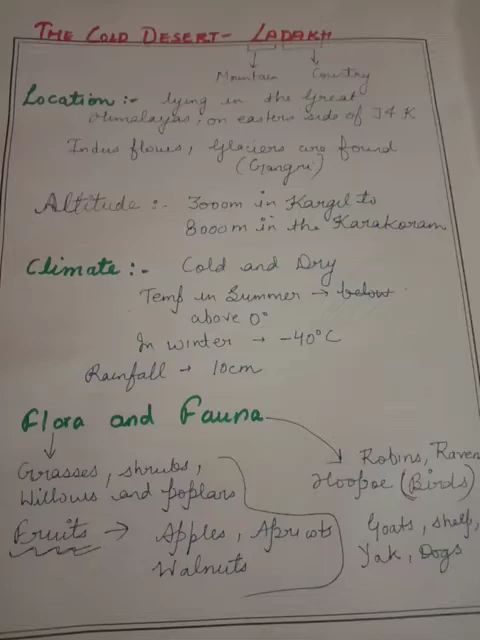 THE COLD DESERT- LADAKH
Mountain Country
Location:- lying in the Great
Himalayas, on eastern side of J4K
Indus flows, Glaciers are found
(Gangri)
Altitude:- 3000m in Kargil to
8000m in the Karakoram
Climate:- Cold and Dry
Temp in Summer → below
above 0°
In winter → -40°C
Rainfall → 10cm
Flora and Fauna
Grasses, shrubs,
Willows and poplars
Fruits → Apples, Apricots
Walnuts
Robins, Raven
Hoopoe (Birds)
Goats, sheep,
Yak, Dogs